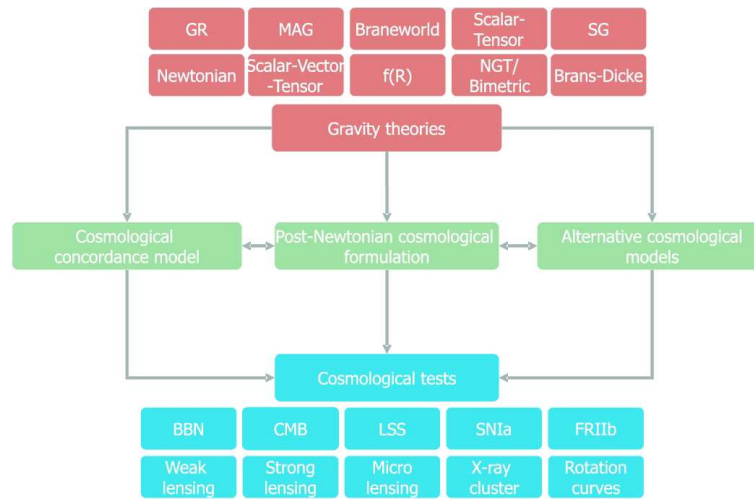 GR
MAG
Braneworld
Scalar-
Tensor
SG
Newtonian
Scalar-Vector
-Tensor
f(R)
NGT/
Bimetric
Brans-Dicke
Gravity theories
Cosmological
concordance model
Post-Newtonian cosmological
formulation
Alternative cosmological
models
Cosmological tests
BBN
CMB
LSS
SNIa
FRIIb
Weak
lensing
Strong
lensing
Micro
lensing
X-ray
cluster
Rotation
curves